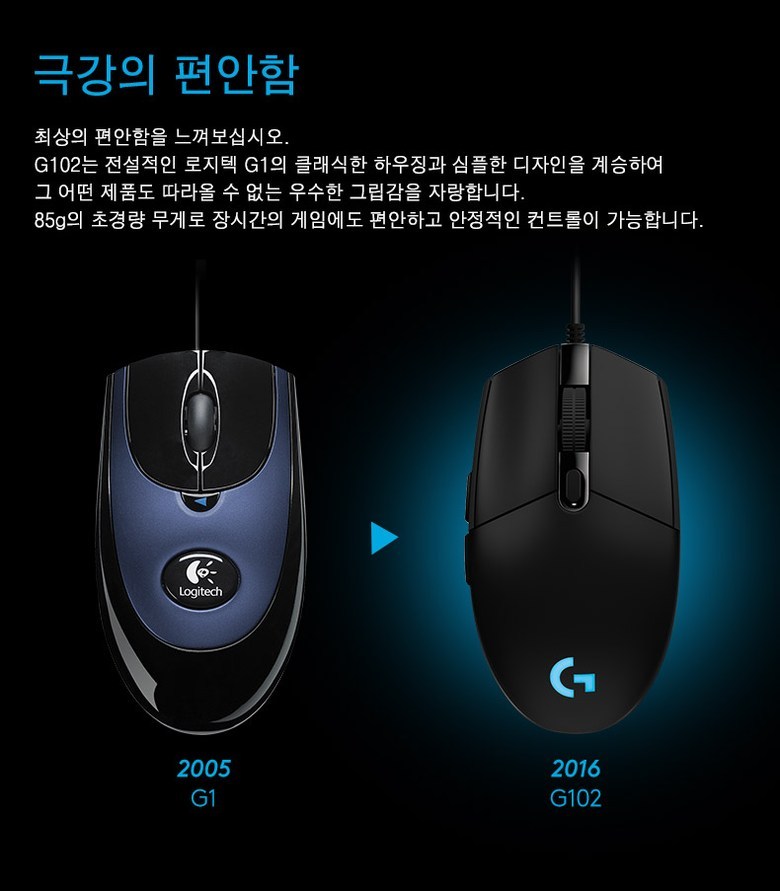 극강의 편안함
최상의 편안함을 느껴보십시오.
G102는 전설적인 로지텍 G1의 클래식한 하우징과 심플한 디자인을 계승하여
그 어떤 제품도 따라올 수 없는 우수한 그립감을 자랑합니다.
85g의 초경량 무게로 장시간의 게임에도 편안하고 안정적인 컨트롤이 가능합니다.
Logitech
G
2005
G1
2016
G102